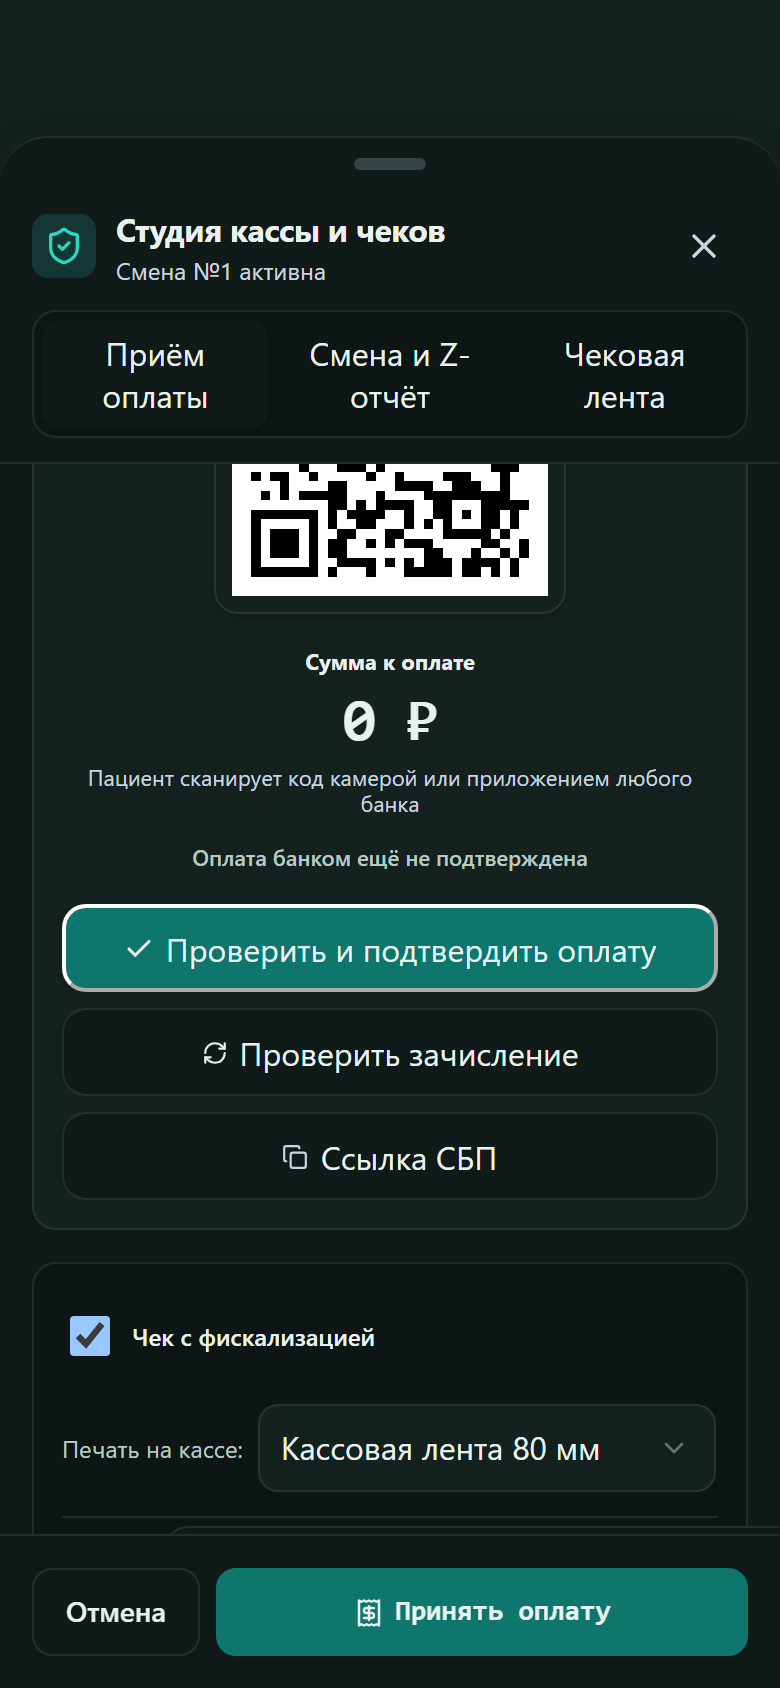 Студия кассы и чеков
Смена №1 активна
Приём
оплаты
Смена и Z-
отчёт
Чековая
лента
Сумма к оплате
0 ₽
Пациент сканирует код камерой или приложением любого
банка
Оплата банком ещё не подтверждена
Проверить и подтвердить оплату
Проверить зачисление
Ссылка СБП
Чек с фискализацией
Печать на кассе:
Кассовая лента 80 мм
Отмена
Принять оплату